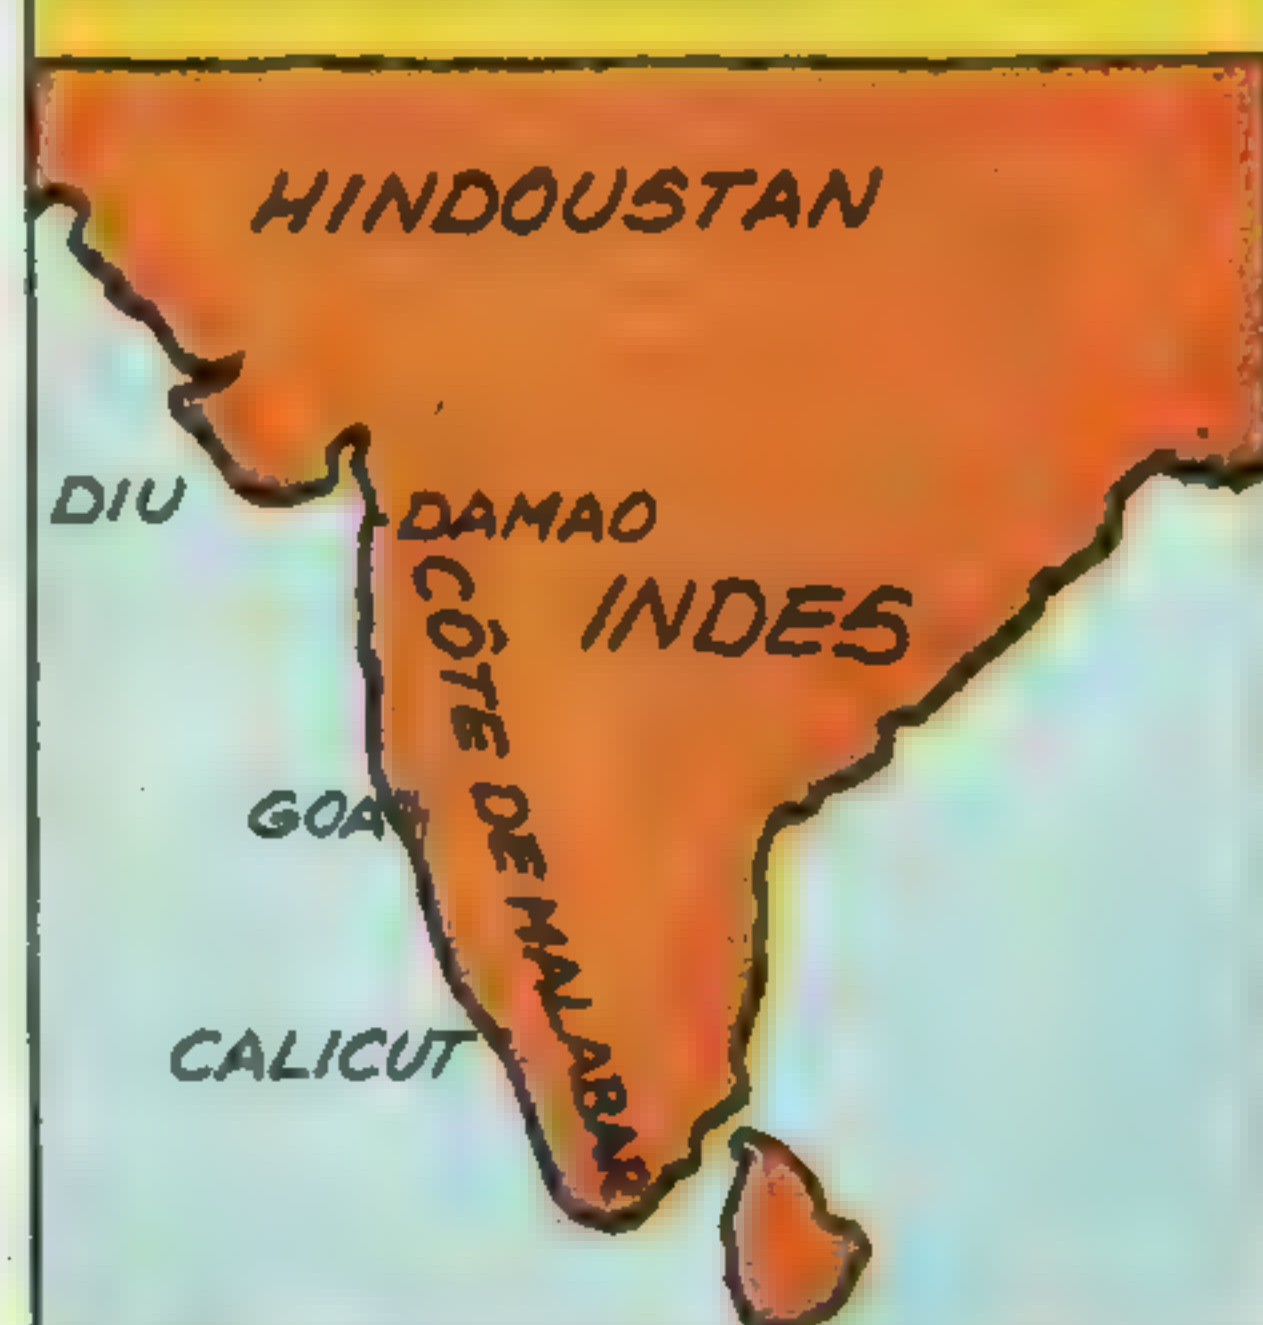 HINDOUSTAN
DIU
DAMAO
INDES
CÔTE DE MALABAR
GOA
CALICUT